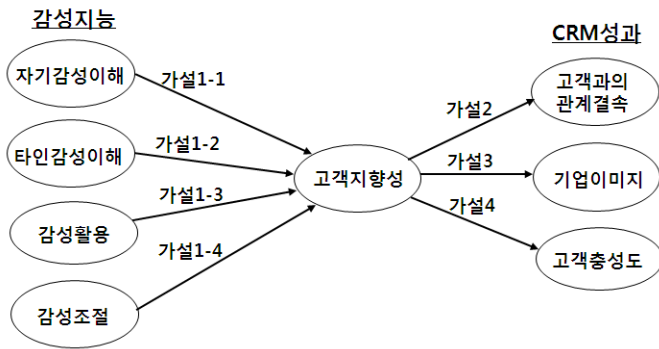 감성지능
CRM성과
자기감성이해
가설1-1
타인감성이해
가설1-2
감성활용
가설1-3
감성조절
가설1-4
고객지향성
가설2
고객과의
관계결속
가설3
기업이미지
가설4
고객충성도